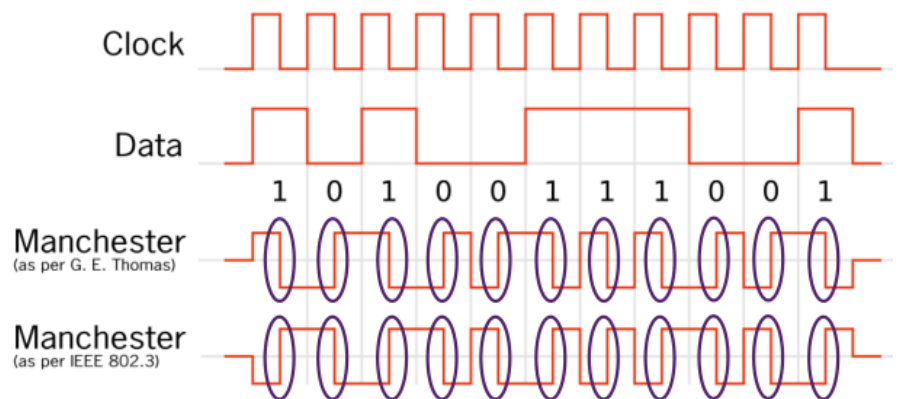 Clock
Data
1 0 1 0 0 1 1 1 0 0 1
Manchester
(as per G. E. Thomas)
Manchester
(as per IEEE 802.3)